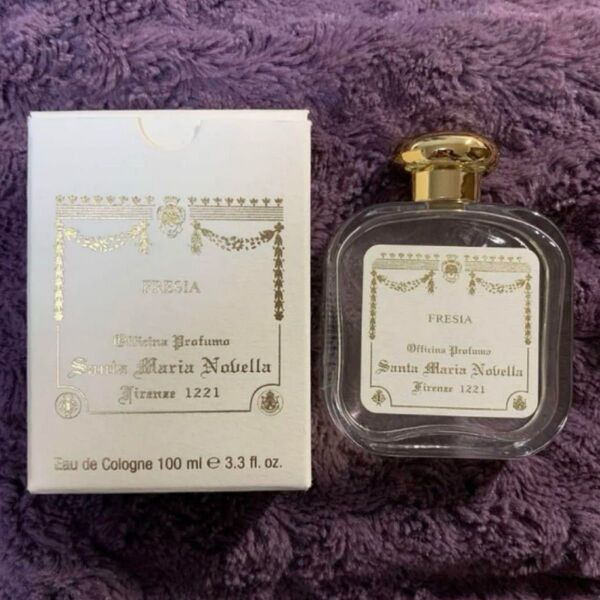 FRESIA
Officina Profumo
Santa Maria Novella
Firenze 1221
Eau de Cologne 100 ml ℮ 3.3 fl. oz.
FRESIA
Officina Profumo
Santa Maria Novella
Firenze 1221